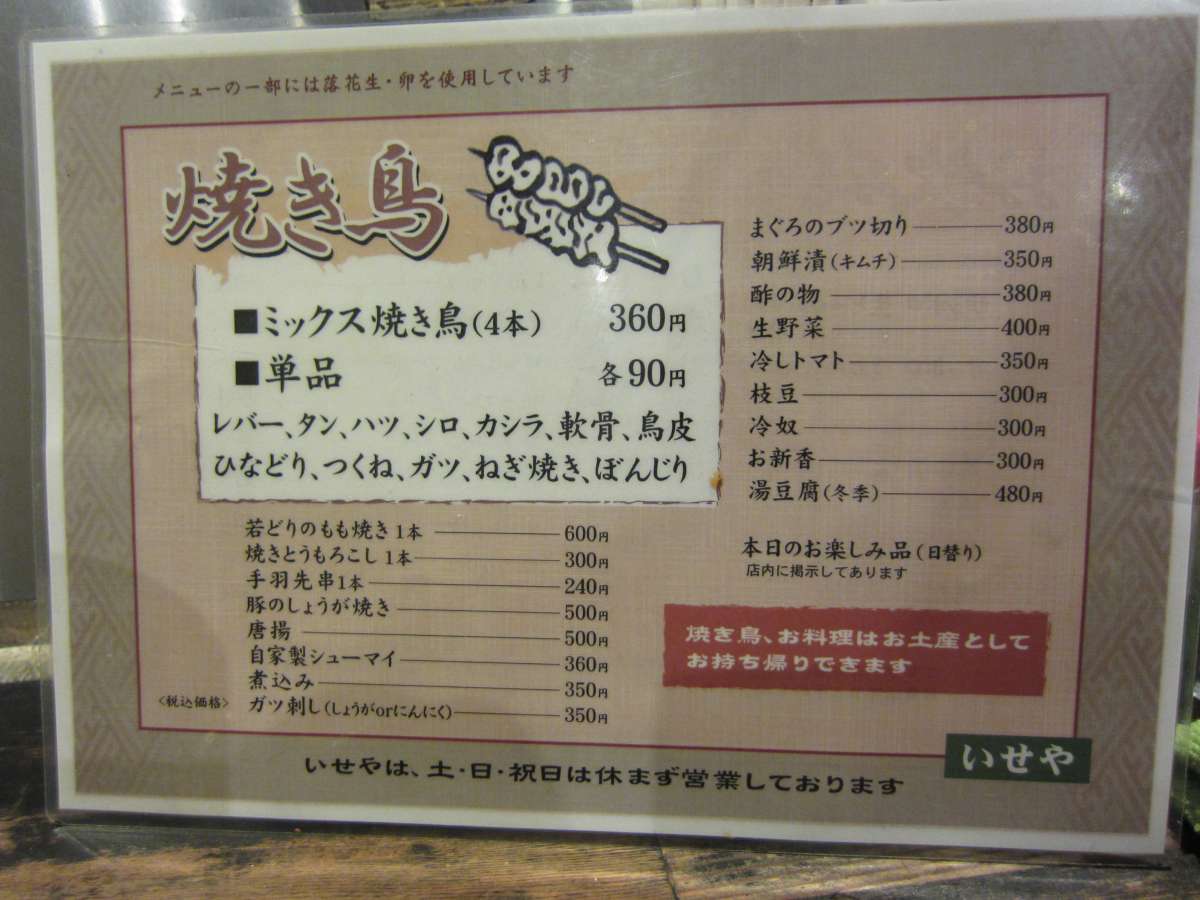 メニューの一部には落花生・卵を使用しています
焼き鳥
■ミックス焼き鳥(4本) 360円
■単品 各90円
レバー、タン、ハツ、シロ、カシラ、軟骨、鳥皮
ひなどり、つくね、ガツ、ねぎ焼き、ぼんじり
若どりのもも焼き1本 600円
焼きとうもろこし1本 300円
手羽先串1本 240円
豚のしょうが焼き 500円
唐揚 500円
自家製シューマイ 360円
煮込み 350円
<税込価格> ガツ刺し(しょうがorにんにく) 350円
まぐろのブツ切り 380円
朝鮮漬(キムチ) 350円
酢の物 380円
生野菜 400円
冷しトマト 350円
枝豆 300円
冷奴 300円
お新香 300円
湯豆腐(冬季) 480円
本日のお楽しみ品(日替り)
店内に掲示してあります
焼き鳥、お料理はお土産として
お持ち帰りできます
いせや
いせやは、土・日・祝日は休まず営業しております